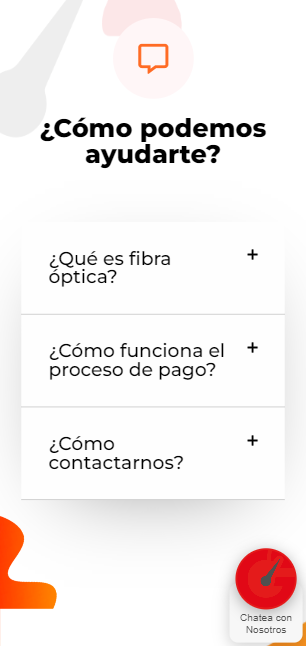 ¿Cómo podemos
ayudarte?
¿Qué es fibra
óptica?
¿Cómo funciona el
proceso de pago?
¿Cómo
contactarnos?
Chatea con
Nosotros